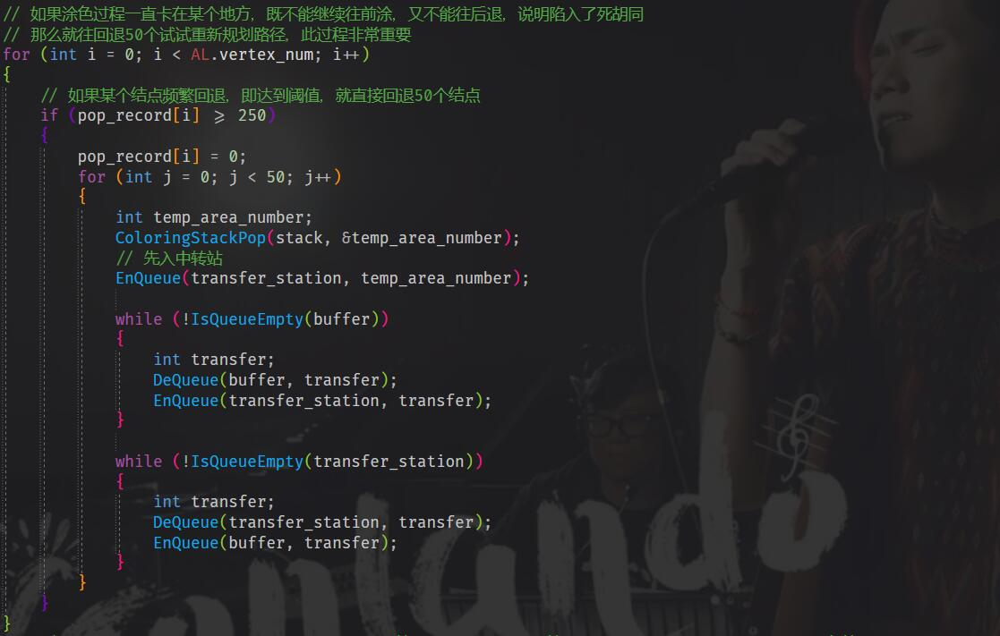 // 如果涂色过程一直卡在某个地方, 既不能继续往前涂, 又不能往后退, 说明陷入了死胡同
// 那么就往回退50个试试重新规划路径, 此过程非常重要
for (int i = 0; i < AL.vertex_num; i++)
{
// 如果某个结点频繁回退, 即达到阈值, 就直接回退50个结点
if (pop_record[i] >= 250)
{
pop_record[i] = 0;
for (int j = 0; j < 50; j++)
{
int temp_area_number;
ColoringStackPop(stack, &temp_area_number);
// 先入中转站
EnQueue(transfer_station, temp_area_number);
while (!IsQueueEmpty(buffer))
{
int transfer;
DeQueue(buffer, transfer);
EnQueue(transfer_station, transfer);
}
while (!IsQueueEmpty(transfer_station))
{
int transfer;
DeQueue(transfer_station, transfer);
EnQueue(buffer, transfer);
}
}
}
}